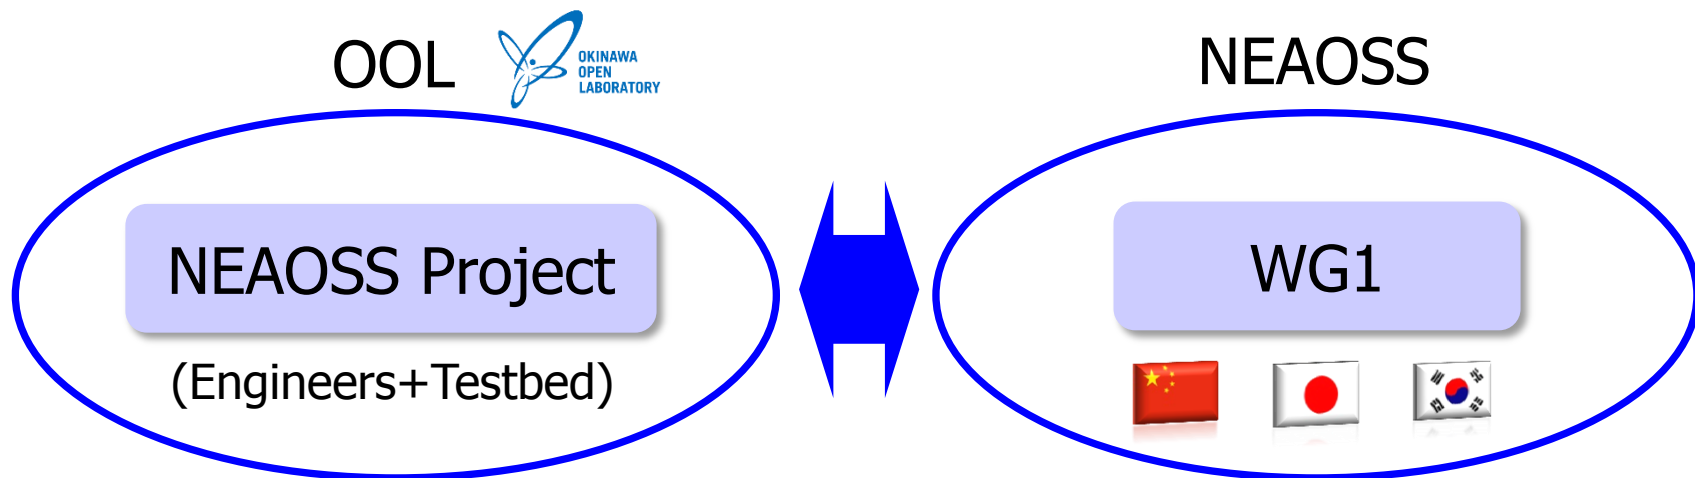 OOL
OKINAWA
OPEN
LABORATORY
NEAOSS Project
(Engineers+Testbed)
NEAOSS
WG1